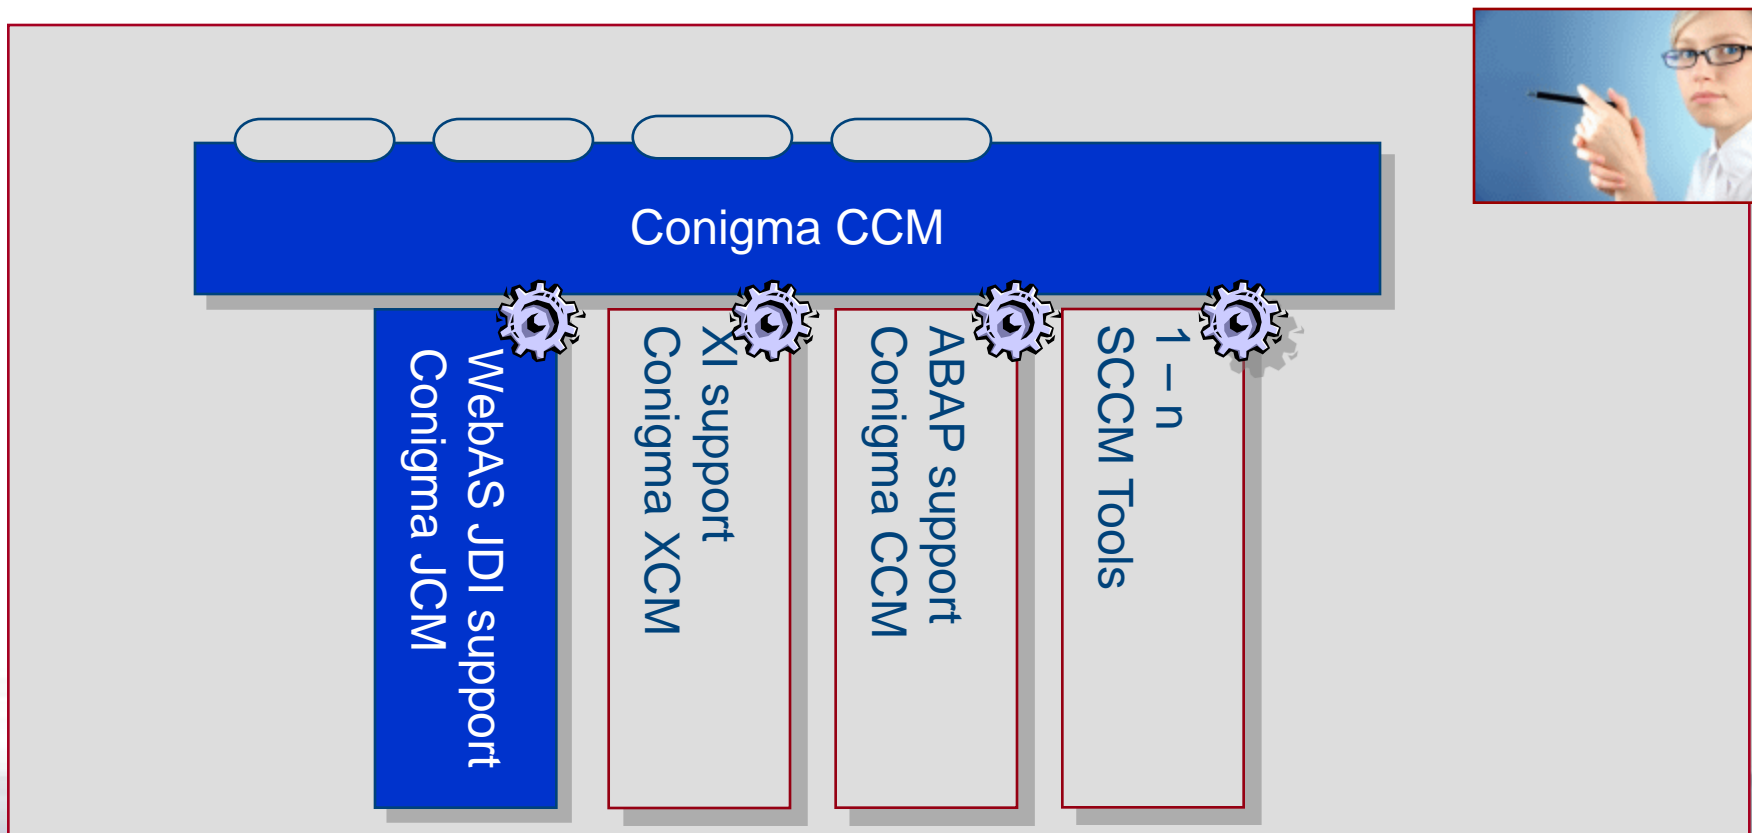 Conigma CCM
WebAS JDI support
Conigma JCM
XI support
Conigma XCM
ABAP support
Conigma CCM
1 – n
SCCM Tools